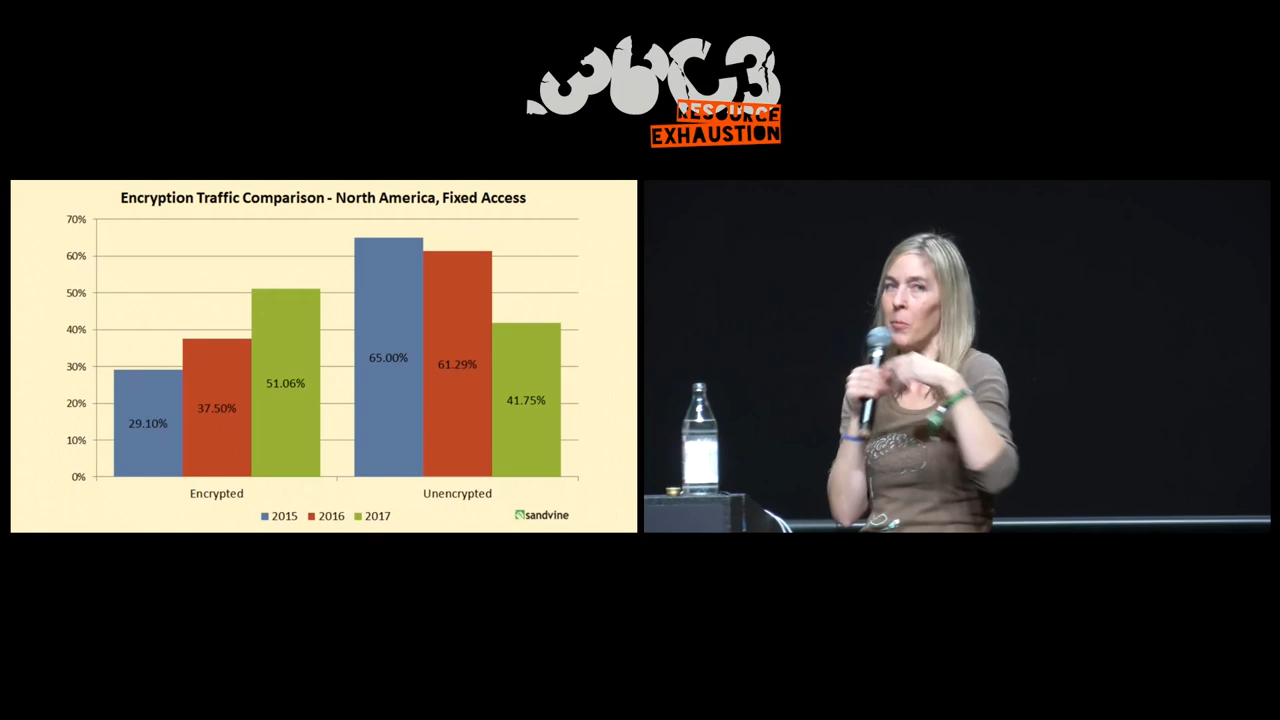 36C3
RESOURCE
EXHAUSTION
Encryption Traffic Comparison - North America, Fixed Access
70%
60%
50%
40%
30%
20%
10%
0%
29.10%
37.50%
51.06%
65.00%
61.29%
41.75%
Encrypted
Unencrypted
2015
2016
2017
sandvine